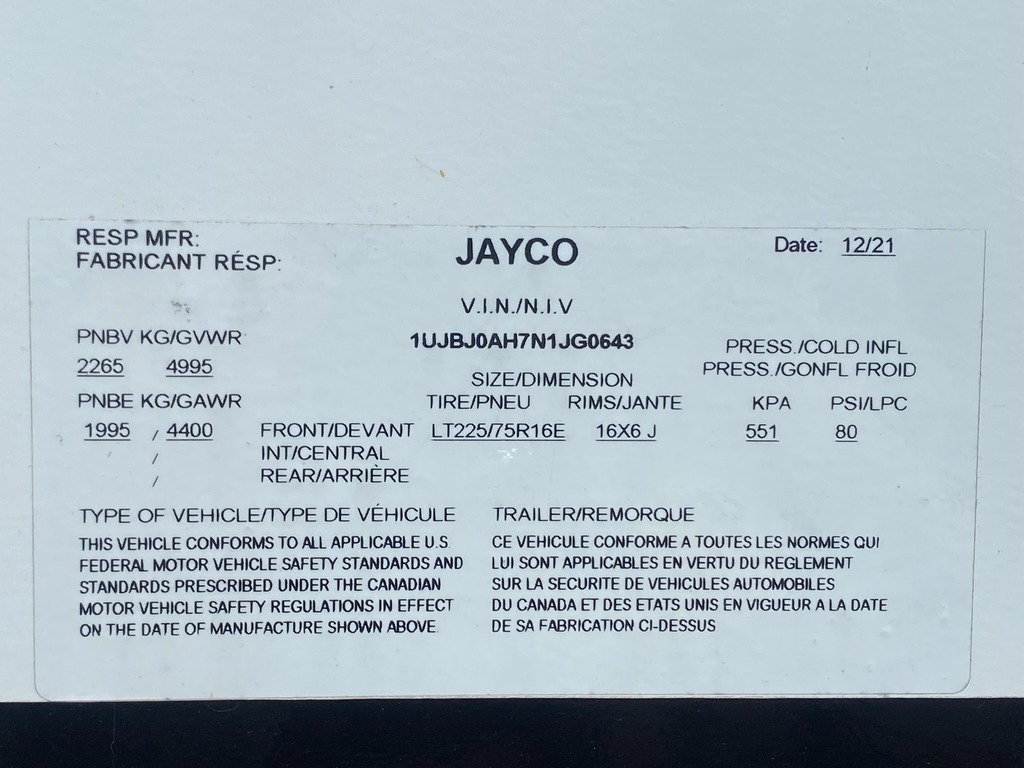 RESP MFR: JAYCO Date: 12/21
FABRICANT RÉSP:
V.I.N./N.I.V
PNBV KG/GVWR 1UJBJ0AH7N1JG0643 PRESS./COLD INFL
2265 4995 SIZE/DIMENSION PRESS./GONFL FROID
PNBE KG/GAWR TIRE/PNEU RIMS/JANTE KPA PSI/LPC
1995 / 4400 FRONT/DEVANT LT225/75R16E 16X6 J 551 80
/ INT/CENTRAL
/ REAR/ARRIÈRE
TYPE OF VEHICLE/TYPE DE VÉHICULE TRAILER/REMORQUE
THIS VEHICLE CONFORMS TO ALL APPLICABLE U.S.
FEDERAL MOTOR VEHICLE SAFETY STANDARDS AND
STANDARDS PRESCRIBED UNDER THE CANADIAN
MOTOR VEHICLE SAFETY REGULATIONS IN EFFECT
ON THE DATE OF MANUFACTURE SHOWN ABOVE.
CE VEHICULE CONFORME A TOUTES LES NORMES QUI
LUI SONT APPLICABLES EN VERTU DU REGLEMENT
SUR LA SECURITE DE VEHICULES AUTOMOBILES
DU CANADA ET DES ETATS UNIS EN VIGUEUR A LA DATE
DE SA FABRICATION CI-DESSUS